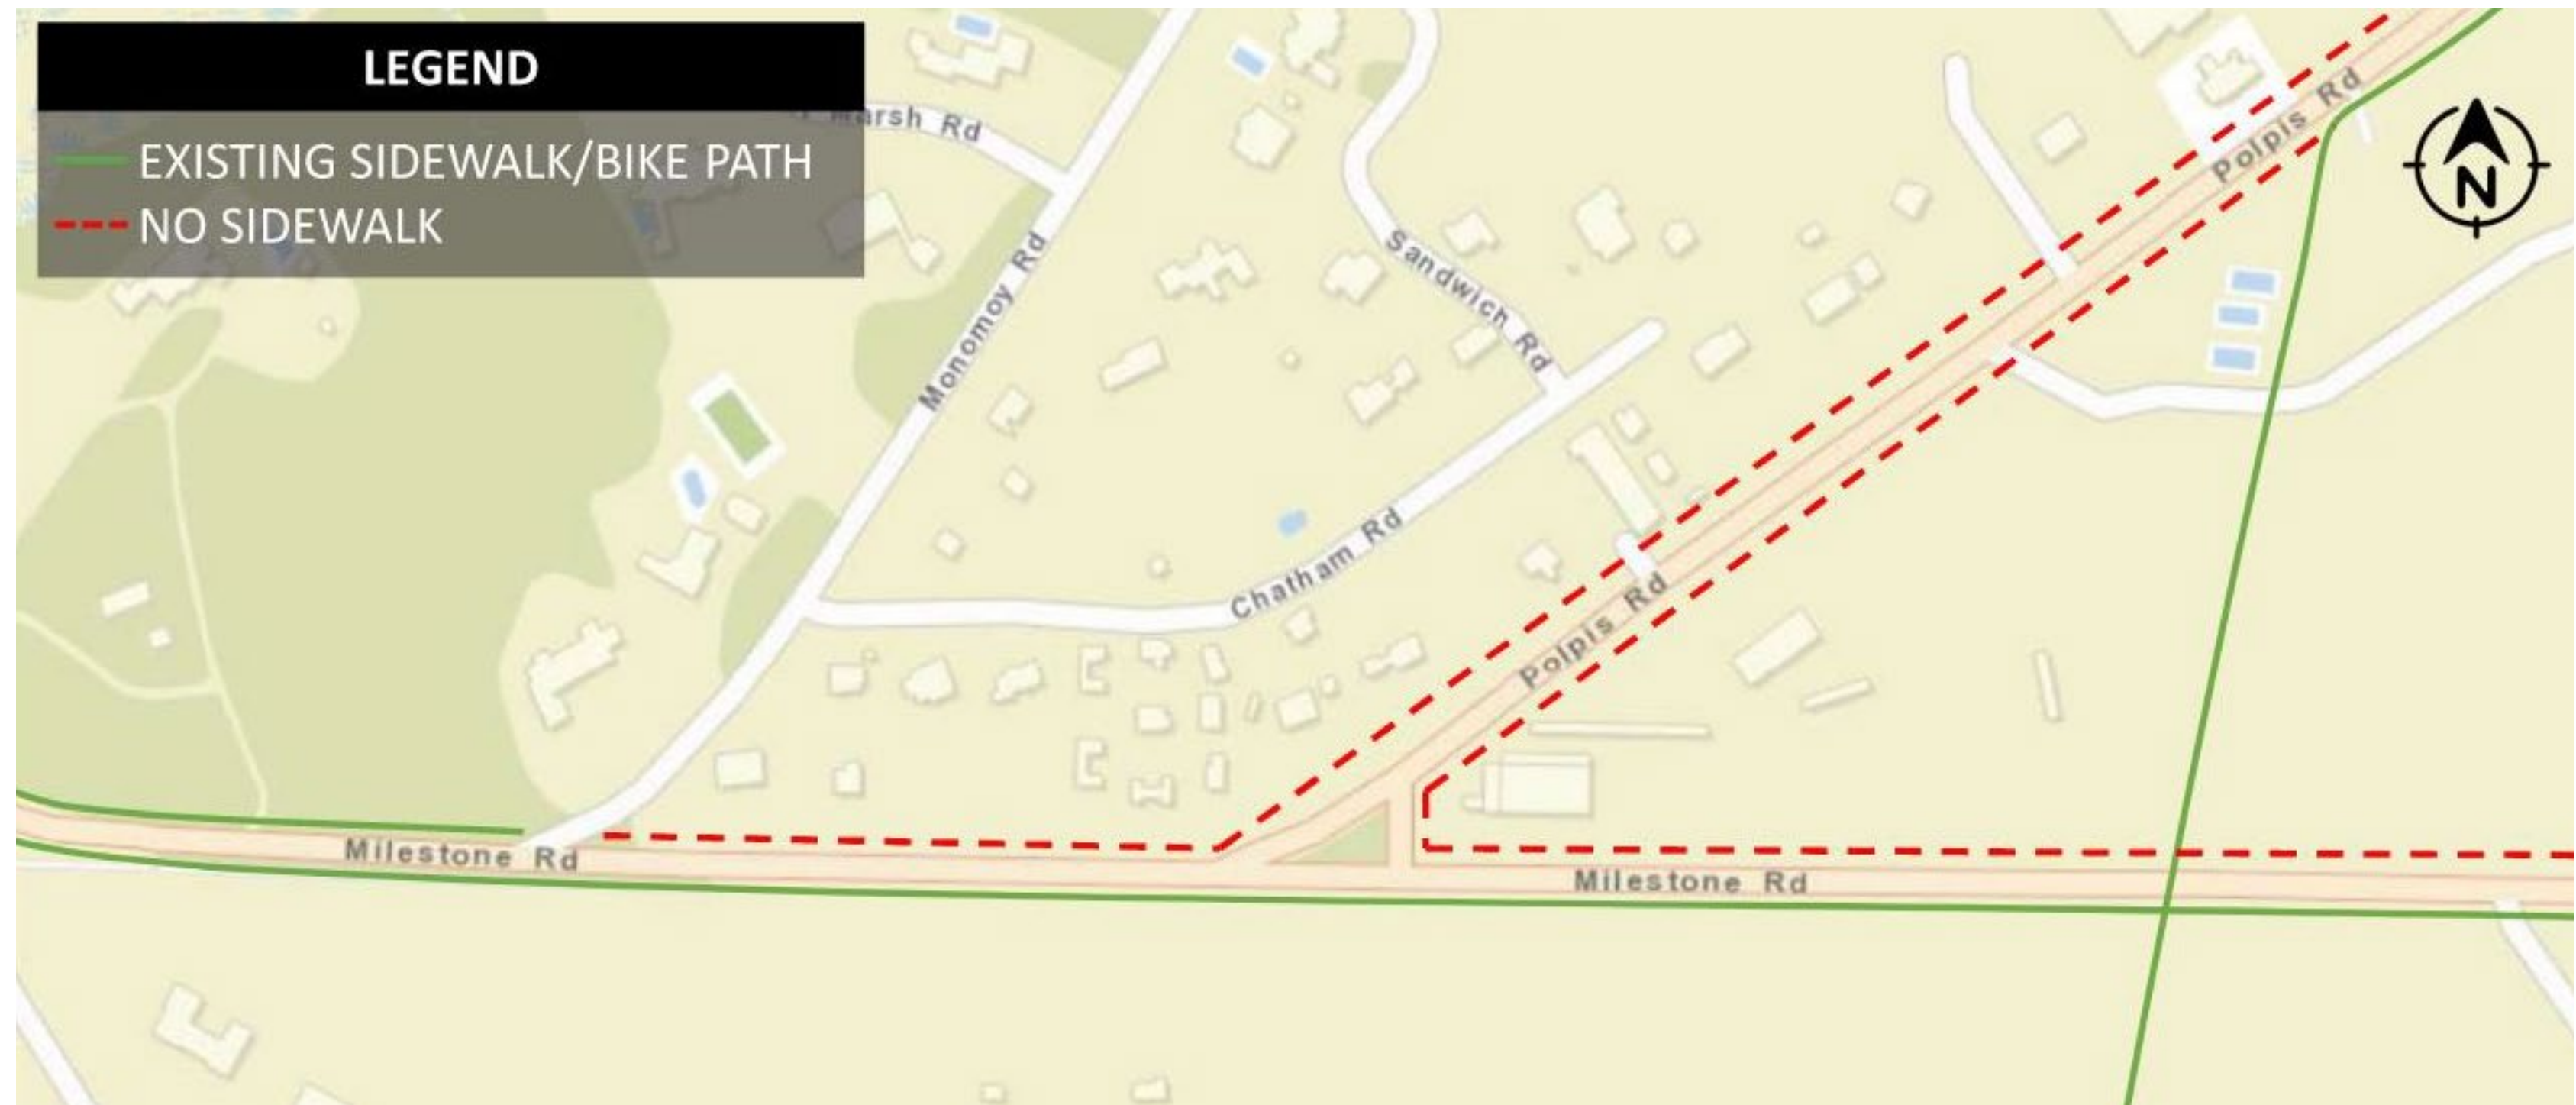 LEGEND
EXISTING SIDEWALK/BIKE PATH
NO SIDEWALK
Marsh Rd
Monomoy Rd
Sandwich Rd
Chatham Rd
Polpis Rd
Polpis Rd
N
Milestone Rd
Milestone Rd